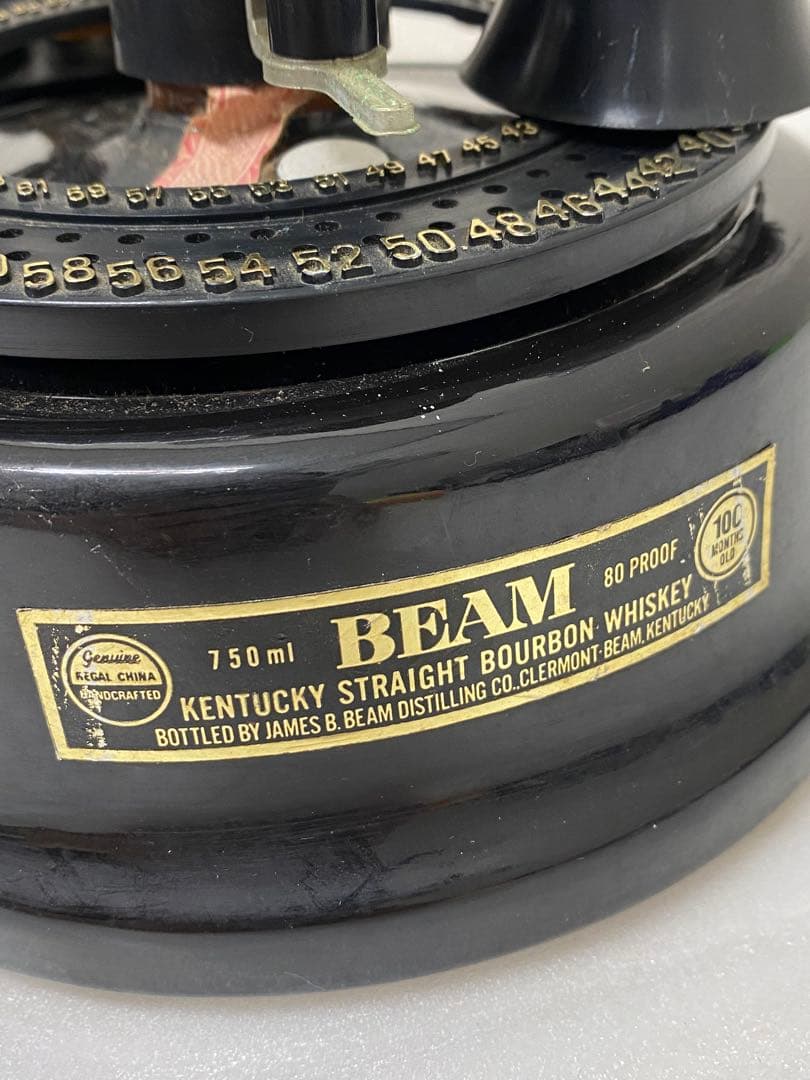 61 59 57 55 53 51 49 47 45 43
58 56 54 52 50 48 46 44 42 40
Genuine
REGAL CHINA
HANDCRAFTED
750 ml
BEAM
80 PROOF
100
MONTHS
OLD
KENTUCKY STRAIGHT BOURBON WHISKEY
BOTTLED BY JAMES B. BEAM DISTILLING CO., CLERMONT-BEAM, KENTUCKY